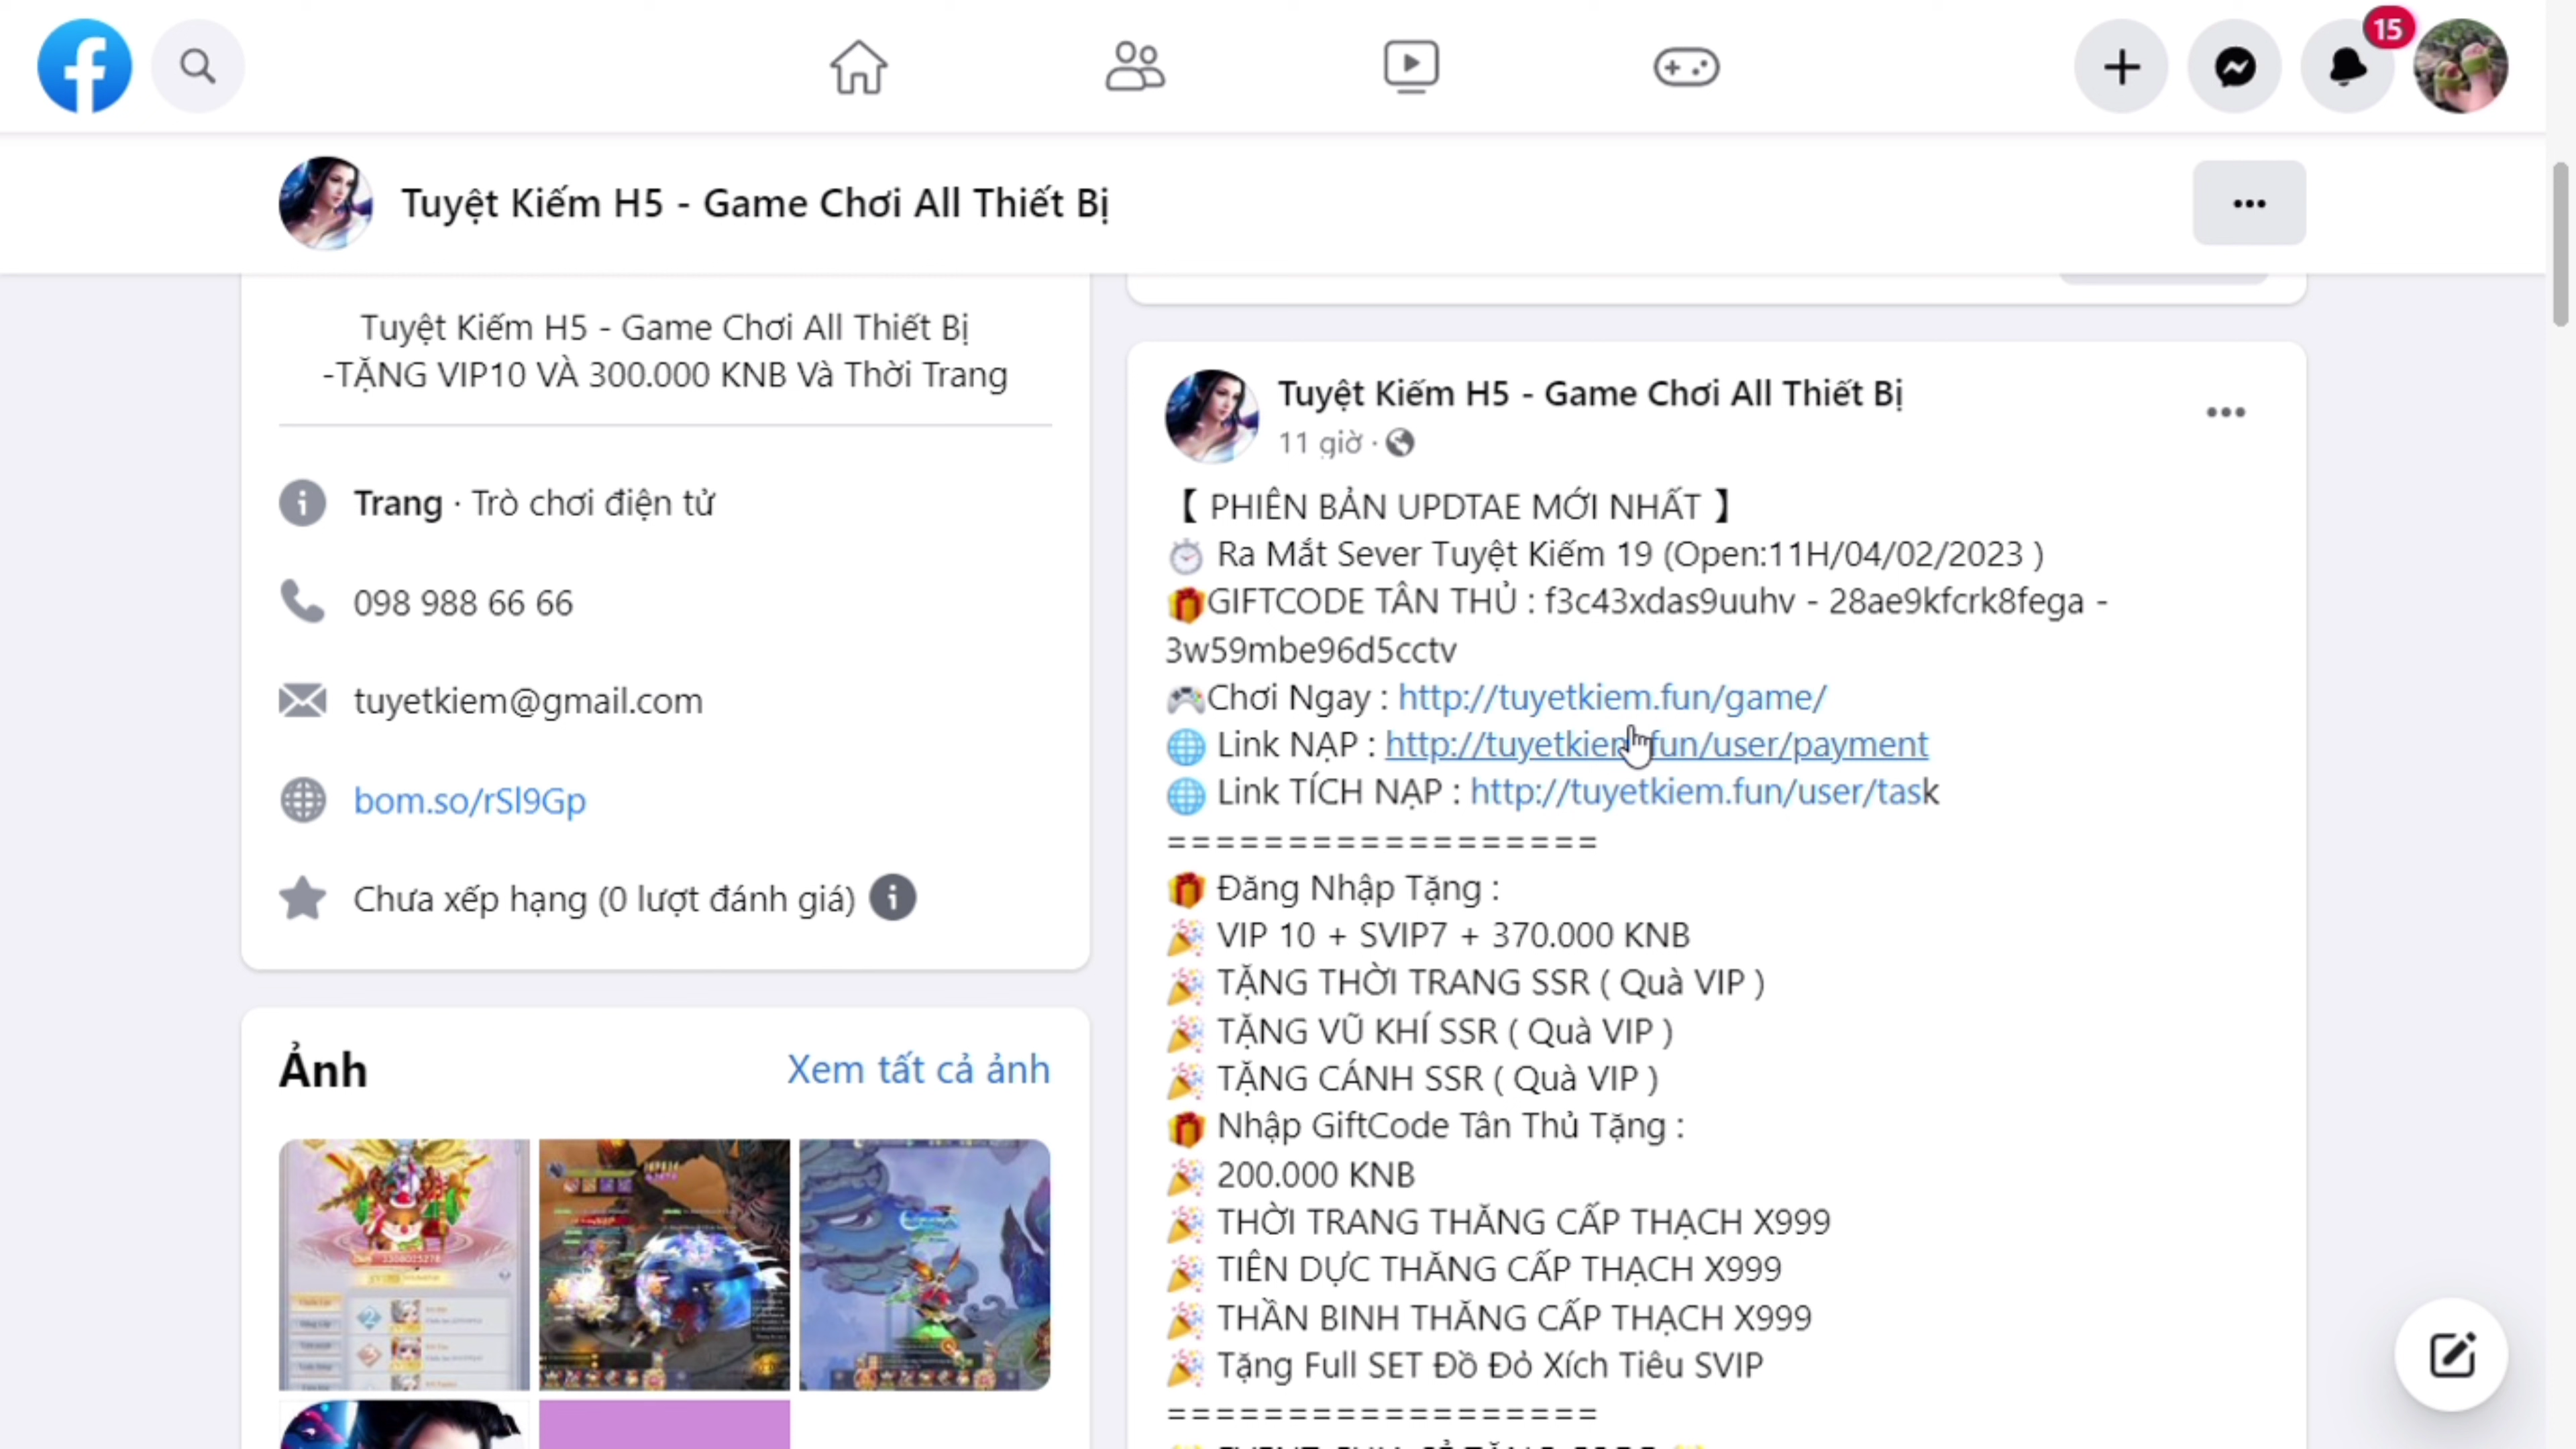 15
Tuyệt Kiếm H5 - Game Chơi All Thiết Bị
Tuyệt Kiếm H5 - Game Chơi All Thiết Bị
-TẶNG VIP10 VÀ 300.000 KNB Và Thời Trang
Trang · Trò chơi điện tử
098 988 66 66
tuyetkiem@gmail.com
bom.so/rSl9Gp
Chưa xếp hạng (0 lượt đánh giá)
Ảnh
Xem tất cả ảnh
Tuyệt Kiếm H5 - Game Chơi All Thiết Bị
11 giờ ·
【 PHIÊN BẢN UPDTAE MỚI NHẤT 】
Ra Mắt Sever Tuyệt Kiếm 19 (Open:11H/04/02/2023 )
GIFTCODE TÂN THỦ : f3c43xdas9uuhv - 28ae9kfcrk8fega -
3w59mbe96d5cctv
Chơi Ngay : http://tuyetkiem.fun/game/
Link NẠP : http://tuyetkiem.fun/user/payment
Link TÍCH NẠP : http://tuyetkiem.fun/user/task
==================
Đăng Nhập Tặng :
VIP 10 + SVIP7 + 370.000 KNB
TẶNG THỜI TRANG SSR ( Quà VIP )
TẶNG VŨ KHÍ SSR ( Quà VIP )
TẶNG CÁNH SSR ( Quà VIP )
Nhập GiftCode Tân Thủ Tặng :
200.000 KNB
THỜI TRANG THĂNG CẤP THẠCH X999
TIÊN DỰC THĂNG CẤP THẠCH X999
THẦN BINH THĂNG CẤP THẠCH X999
Tặng Full SET Đồ Đỏ Xích Tiêu SVIP
==================